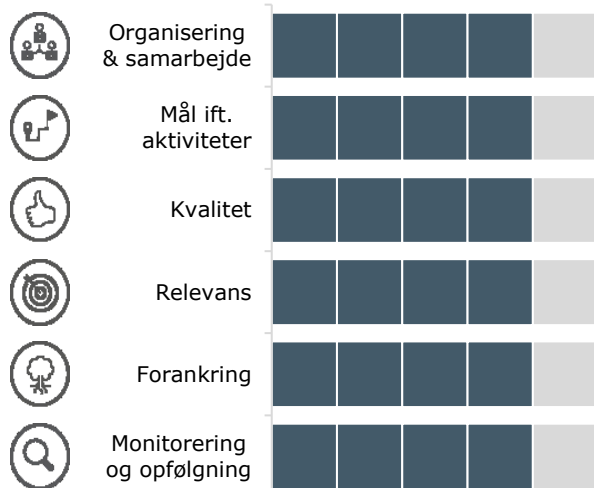 Organisering
& samarbejde
Mål ift.
aktiviteter
Kvalitet
Relevans
Forankring
Monitorering
og opfølgning